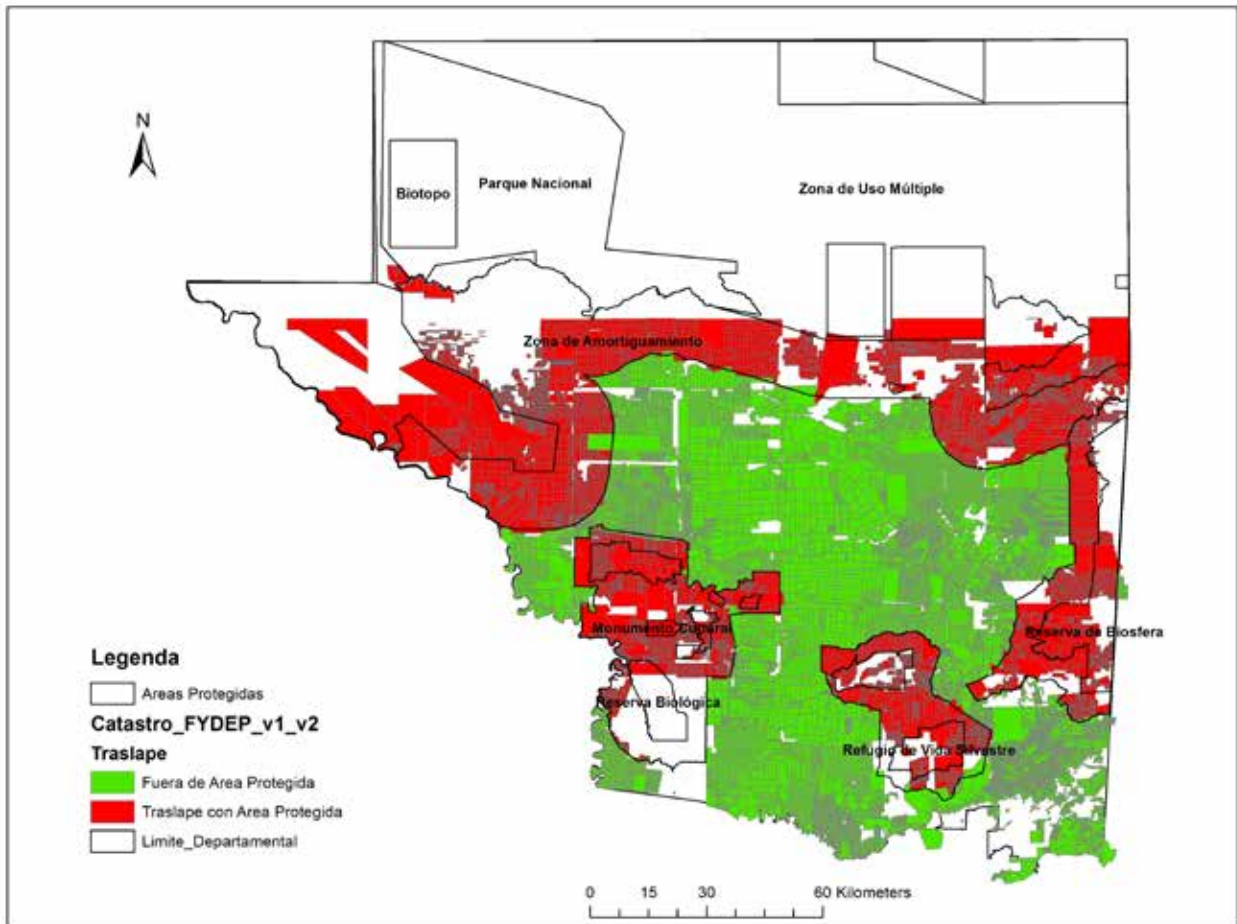 N
Biotopo
Parque Nacional
Zona de Uso Múltiple
Zona de Amortiguamiento
Monumento Cultural
Reserva de Biosfera
Reserva Biológica
Refugio de Vida Silvestre
Legenda
Areas Protegidas
Catastro_FYDEP_v1_v2
Traslape
Fuera de Area Protegida
Traslape con Area Protegida
Limite_Departamental
0 15 30 60 Kilometers